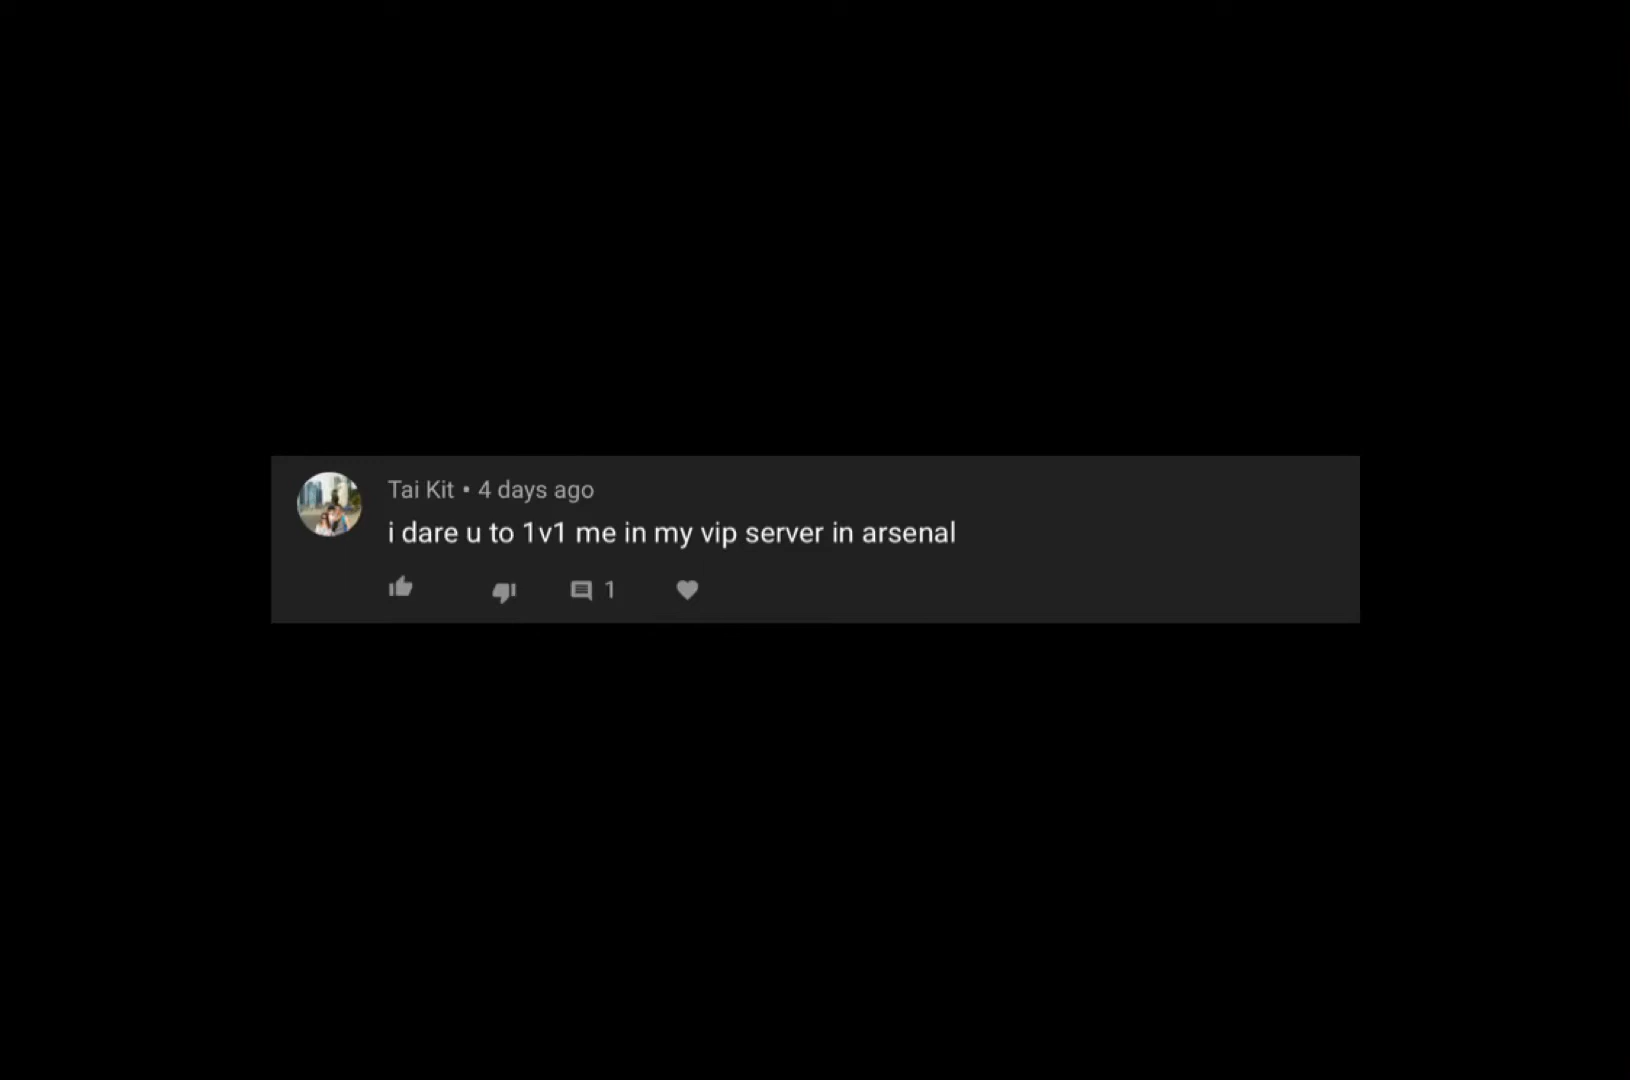 Tai Kit • 4 days ago
i dare u to 1v1 me in my vip server in arsenal
1